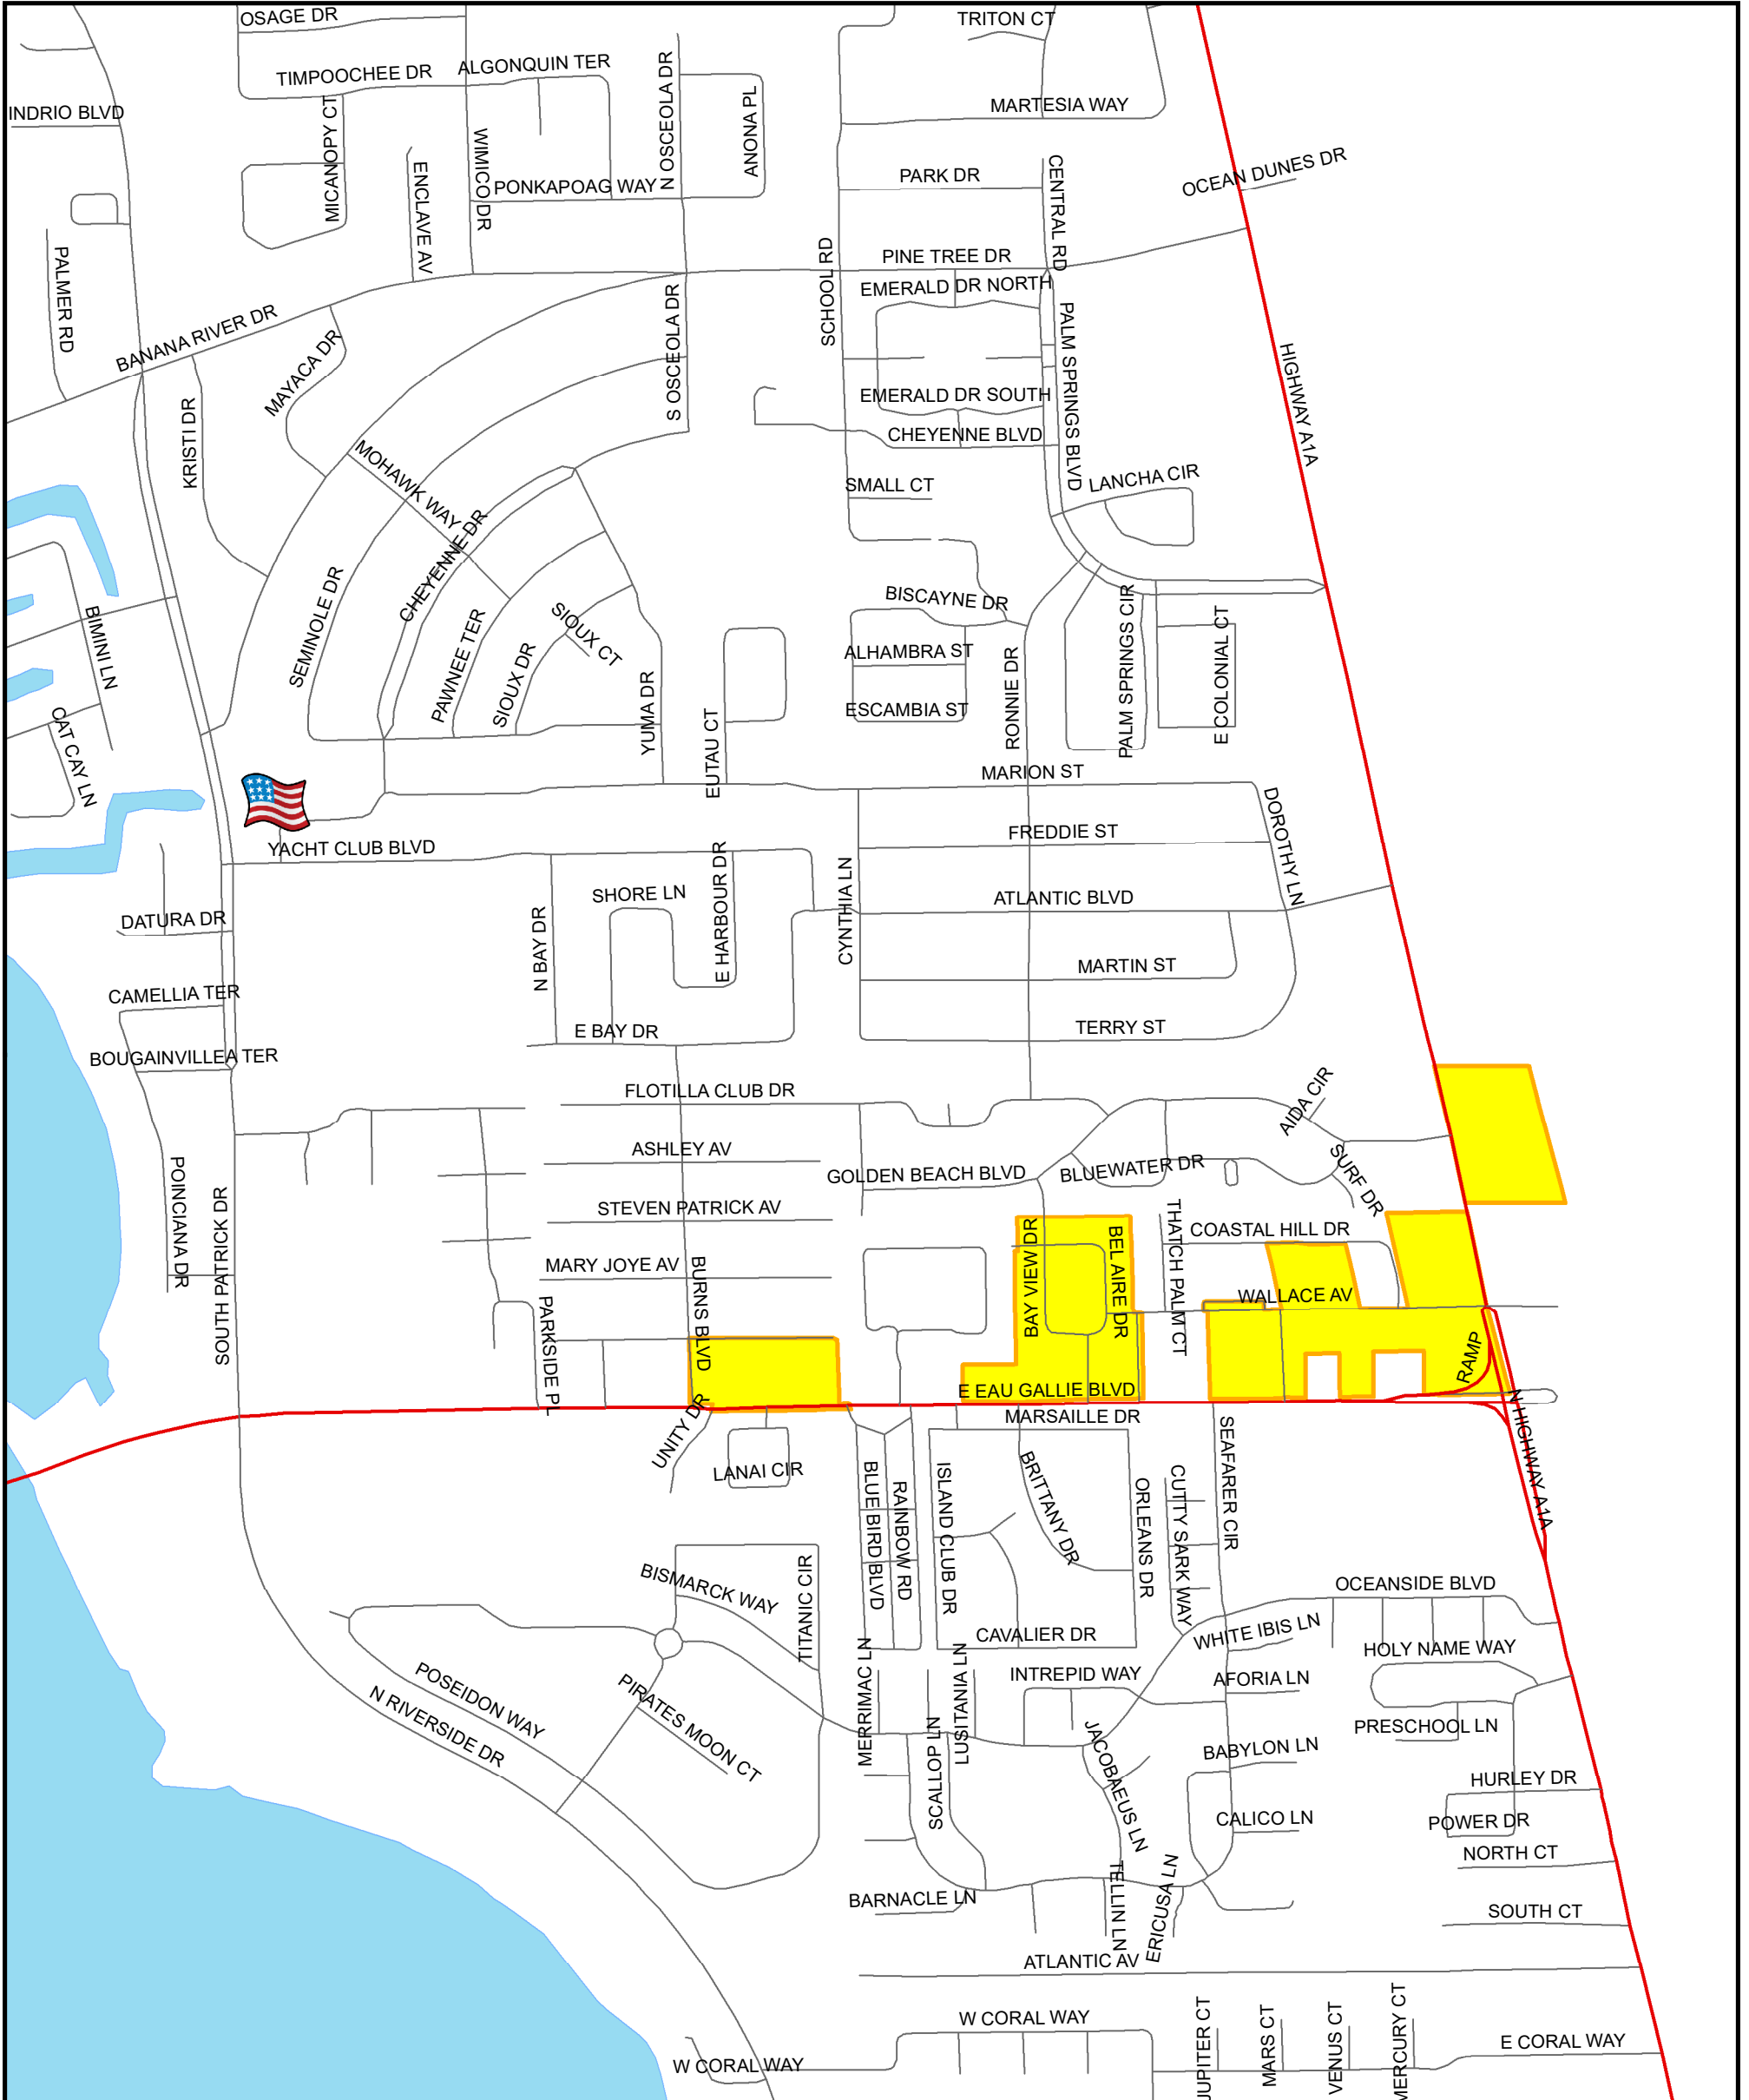 OSAGE DR
TRITON CT
TIMPOOCHEE DR
ALGONQUIN TER
INDRIO BLVD
MICANOPY CT
WIMICO DR
N OSCEOLA DR
ANONA PL
MARTESIA WAY
ENCLAVE AV
PONKAPOAG WAY
PARK DR
CENTRAL RD
OCEAN DUNES DR
PALMER RD
SCHOOL RD
PINE TREE DR
EMERALD DR NORTH
BANANA RIVER DR
MAYACA DR
S OSCEOLA DR
PALM SPRINGS BLVD
HIGHWAY A1A
KRISTI DR
EMERALD DR SOUTH
CHEYENNE BLVD
MOHAWK WAY
SMALL CT
LANCHA CIR
CHEYENNE DR
SEMINOLE DR
BIMINI LN
PAWNEE TER
SIOUX CT
SIOUX DR
BISCAYNE DR
ALHAMBRA ST
ESCAMBIA ST
RONNIE DR
PALM SPRINGS CIR
E COLONIAL CT
CAT CAY LN
YUMA DR
EUTAU CT
MARION ST
YACHT CLUB BLVD
FREDDIE ST
DOROTHY LN
SHORE LN
E HARBOUR DR
CYNTHIA LN
ATLANTIC BLVD
DATURA DR
N BAY DR
MARTIN ST
CAMELLIA TER
E BAY DR
TERRY ST
BOUGAINVILLEA TER
FLOTILLA CLUB DR
AIDA CIR
ASHLEY AV
GOLDEN BEACH BLVD
BLUEWATER DR
SURF DR
POINCIANA DR
SOUTH PATRICK DR
STEVEN PATRICK AV
BAY VIEW DR
BEL AIRE DR
THATCH PALM CT
COASTAL HILL DR
MARY JOYE AV
BURNS BLVD
WALLACE AV
PARKSIDE PL
RAMP
E EAU GALLIE BLVD
UNITY DR
MARSAILLE DR
N HIGHWAY A1A
LANAI CIR
BLUE BIRD BLVD
RAINBOW RD
ISLAND CLUB DR
BRITTANY DR
ORLEANS DR
CUTTY SARK WAY
SEAFARER CIR
BISMARCK WAY
TITANIC CIR
OCEANSIDE BLVD
CAVALIER DR
WHITE IBIS LN
HOLY NAME WAY
MERRIMAC LN
LUSITANIA LN
INTREPID WAY
AFORIA LN
POSEIDON WAY
PIRATES MOON CT
N RIVERSIDE DR
SCALLOP LN
JACOBAEUS LN
PRESCHOOL LN
BABYLON LN
HURLEY DR
CALICO LN
POWER DR
NORTH CT
BARNACLE LN
TELLIN LN
ERICUSA LN
SOUTH CT
ATLANTIC AV
W CORAL WAY
JUPITER CT
MARS CT
VENUS CT
MERCURY CT
E CORAL WAY
W CORAL WAY